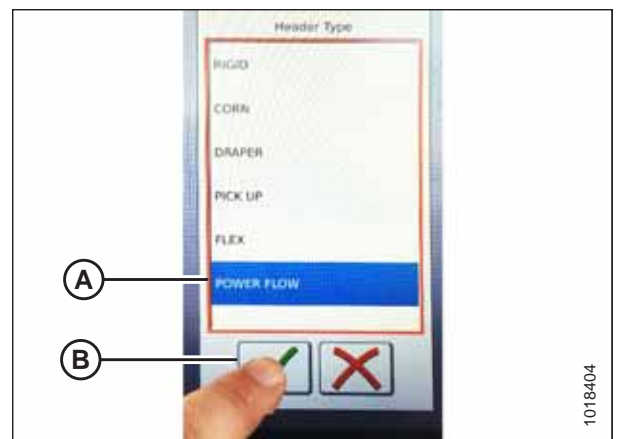 Header Type
RIGID
CORN
DRAPER
PICK UP
FLEX
A
POWER FLOW
B
1018404